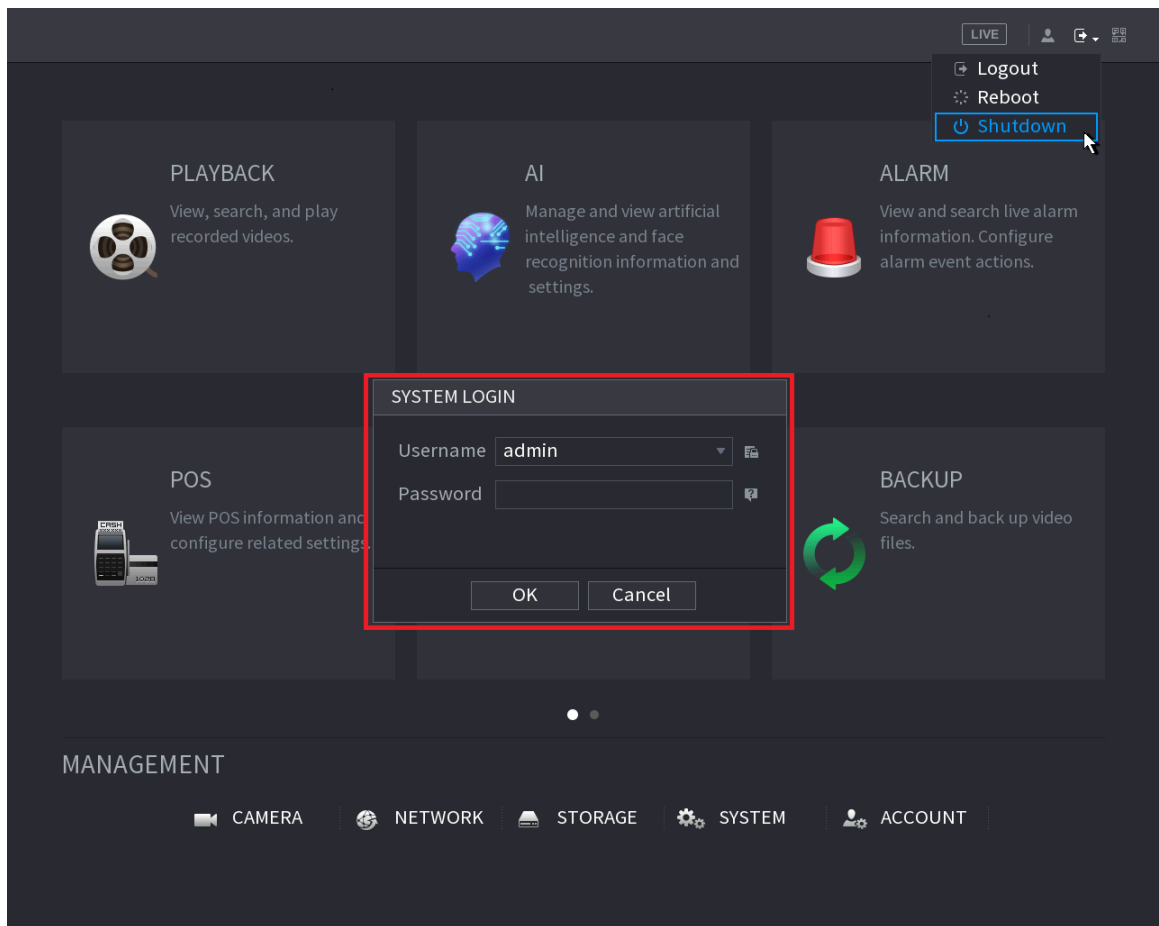 LIVE
Logout
Reboot
Shutdown
PLAYBACK
View, search, and play
recorded videos.
AI
Manage and view artificial
intelligence and face
recognition information and
settings.
ALARM
View and search live alarm
information. Configure
alarm event actions.
SYSTEM LOGIN
Username admin
Password
OK Cancel
POS
View POS information and
configure related settings.
CASH
BACKUP
Search and back up video
files.
MANAGEMENT
CAMERA NETWORK STORAGE SYSTEM ACCOUNT